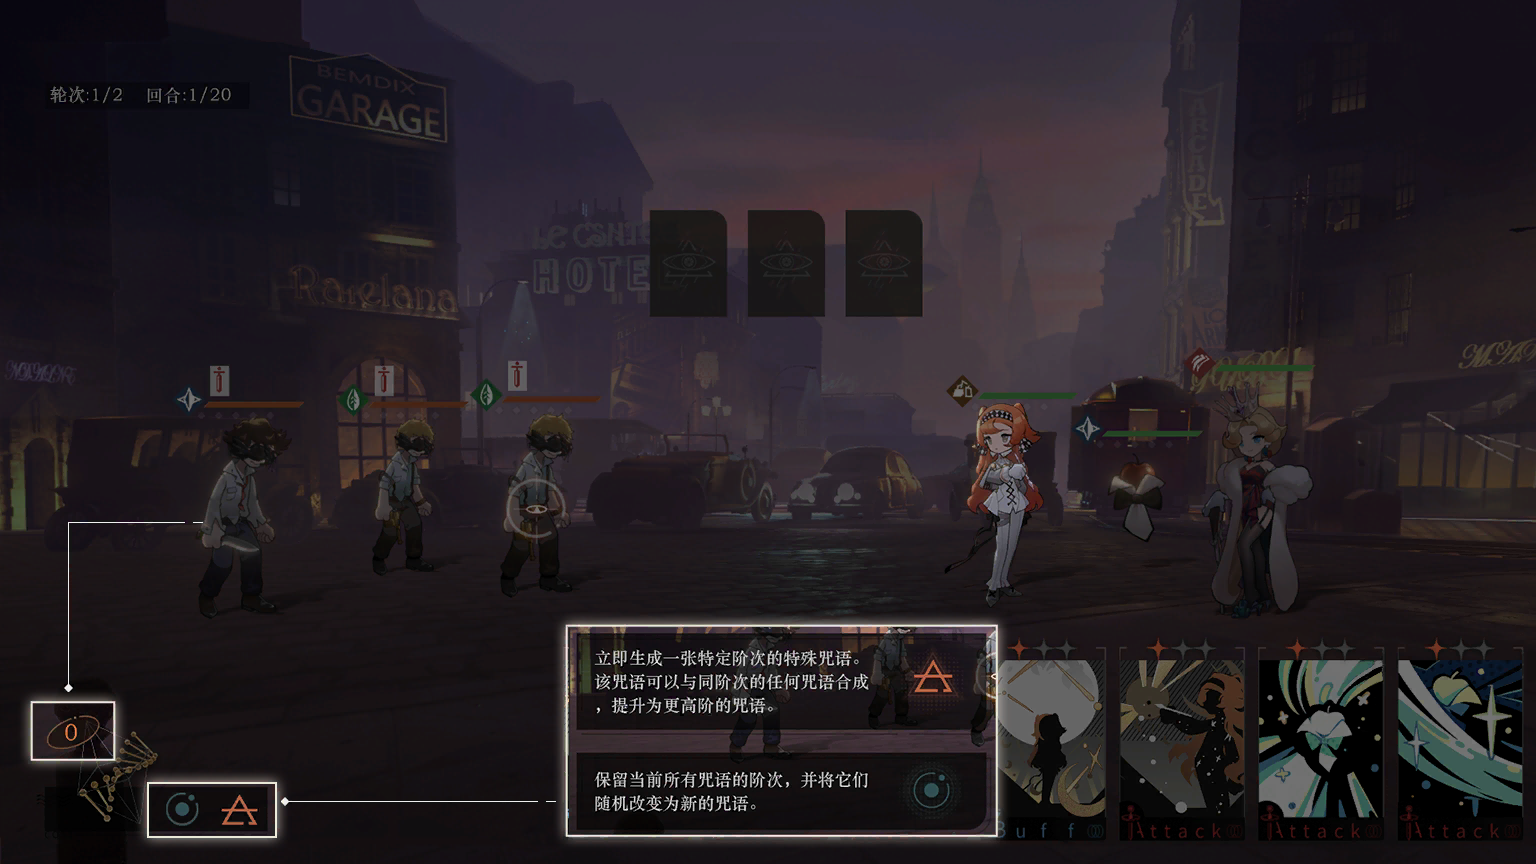 轮次:1/2 回合:1/20
BEMDIX
GARAGE
ARCADE
HOTE
Raielana
0
立即生成一张特定阶次的特殊咒语。
该咒语可以与同阶次的任何咒语合成
，提升为更高阶的咒语。
保留当前所有咒语的阶次，并将它们
随机改变为新的咒语。
Buff
Attack
Attack
Attack